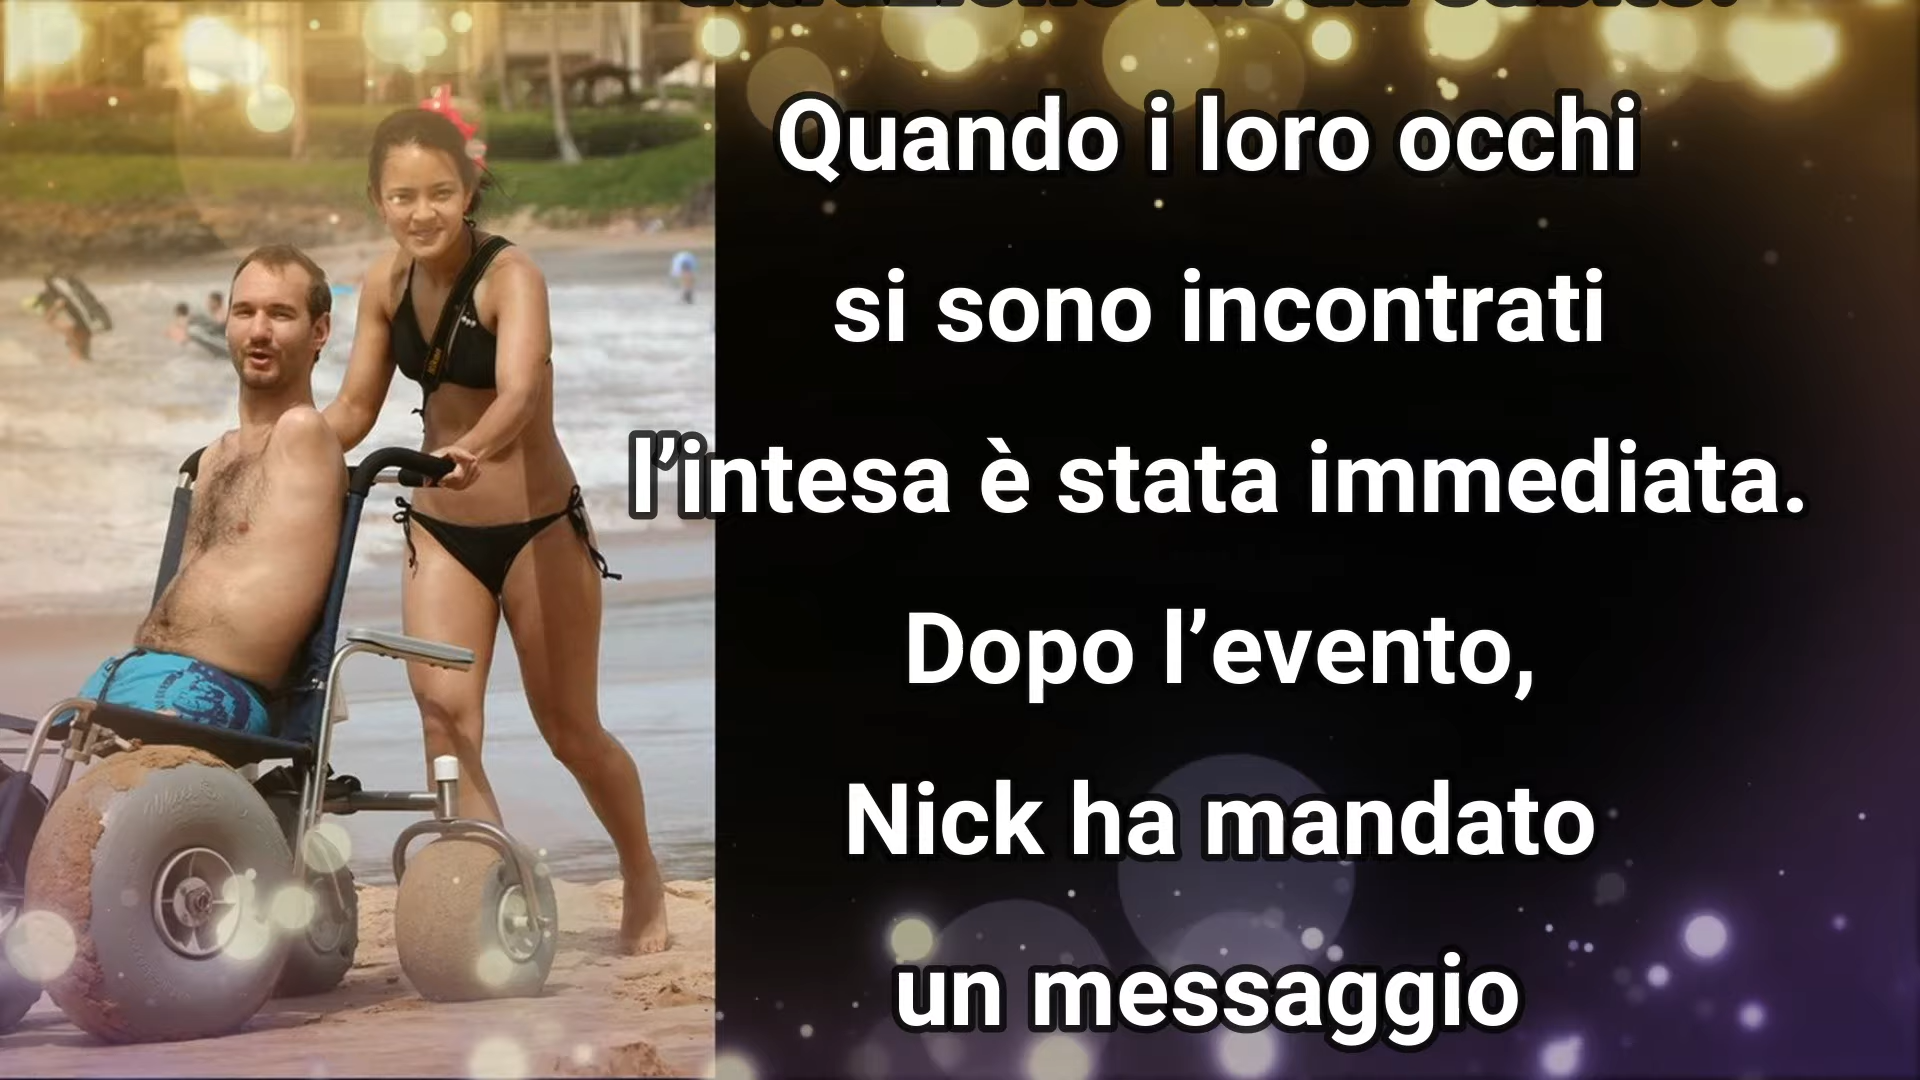 Quando i loro occhi
si sono incontrati
l’intesa è stata immediata.
Dopo l’evento,
Nick ha mandato
un messaggio